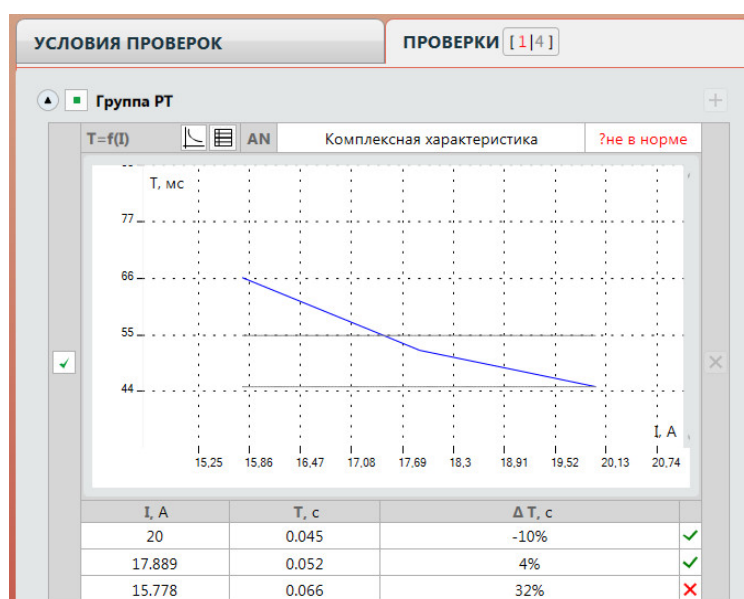 УСЛОВИЯ ПРОВЕРОК
ПРОВЕРКИ [1|4]
Группа РТ
T=f(I) AN Комплексная характеристика ?не в норме
T, мс
77
66
55
44
I, A
15,25 15,86 16,47 17,08 17,69 18,3 18,91 19,52 20,13 20,74
I, A T, с Δ T, с
20 0.045 -10%
17.889 0.052 4%
15.778 0.066 32%